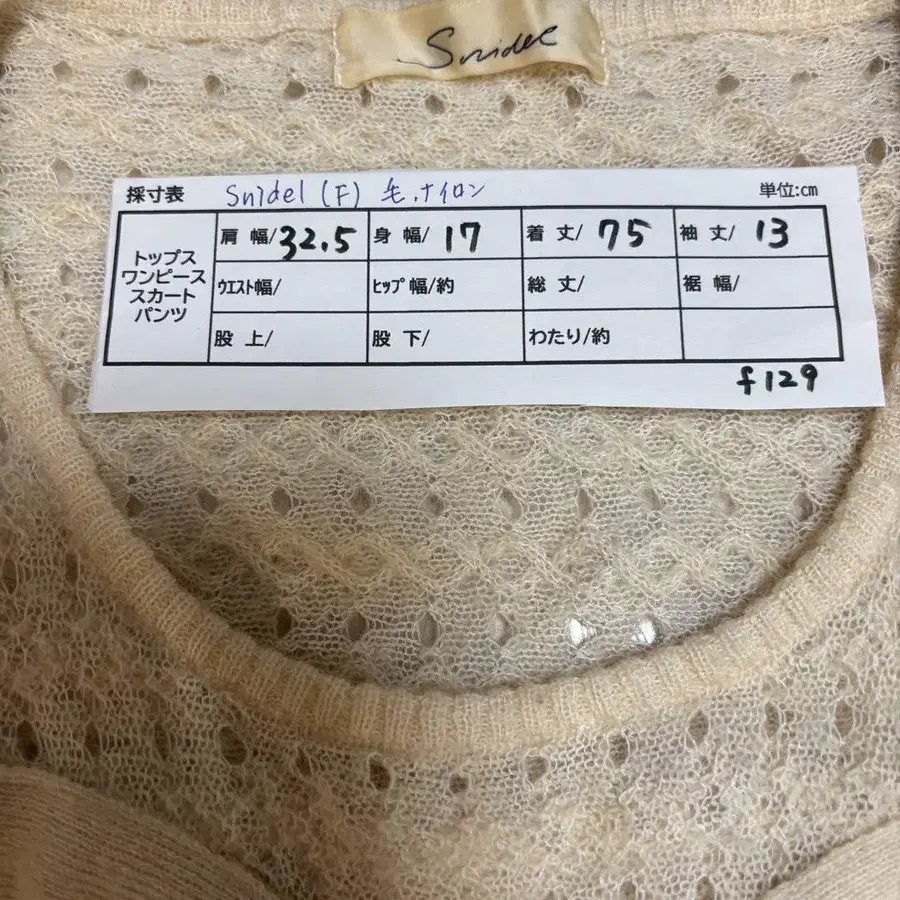 Snidel
採寸表 Snidel (F) 毛.ナイロン 単位:cm
トップス
ワンピース
スカート
パンツ
肩 幅/32.5 身 幅/17 着 丈/75 袖 丈/13
ウエスト幅/ ヒップ幅/約 総 丈/ 裾 幅/
股 上/ 股 下/ わたり/約
f129